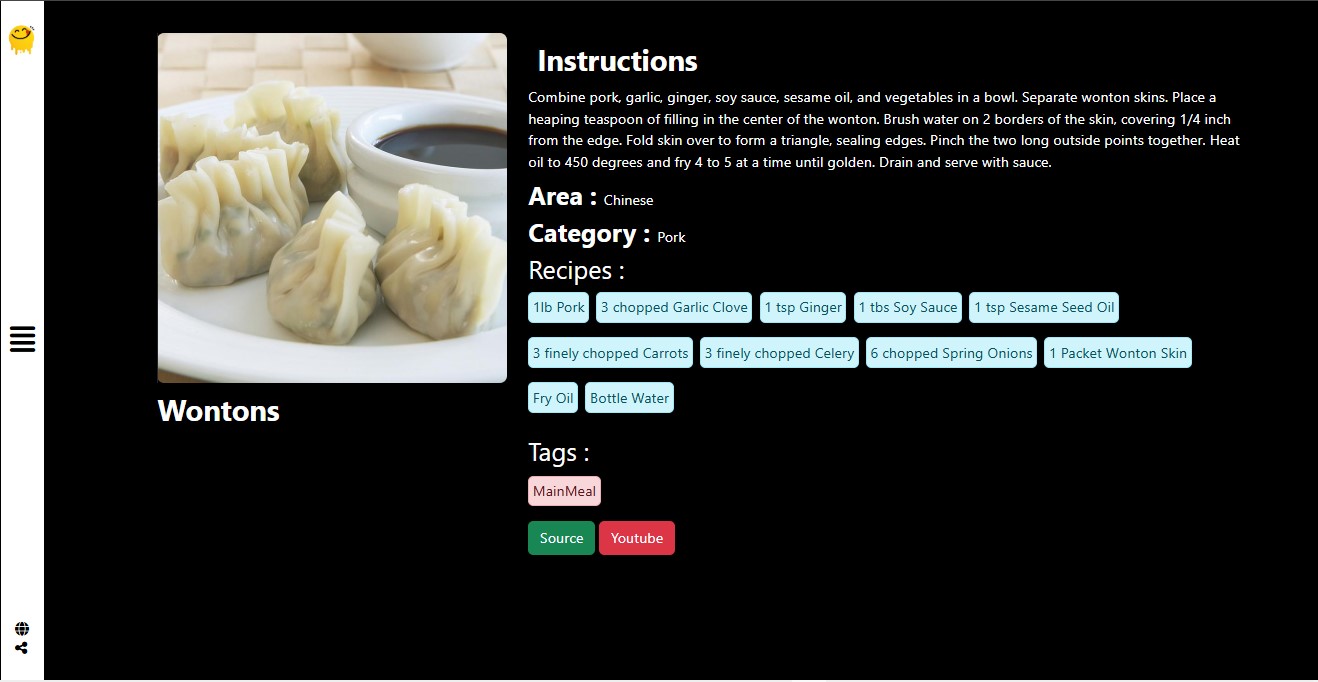 Instructions
Combine pork, garlic, ginger, soy sauce, sesame oil, and vegetables in a bowl. Separate wonton skins. Place a
heaping teaspoon of filling in the center of the wonton. Brush water on 2 borders of the skin, covering 1/4 inch
from the edge. Fold skin over to form a triangle, sealing edges. Pinch the two long outside points together. Heat
oil to 450 degrees and fry 4 to 5 at a time until golden. Drain and serve with sauce.
Area : Chinese
Category : Pork
Recipes :
1lb Pork 3 chopped Garlic Clove 1 tsp Ginger 1 tbs Soy Sauce 1 tsp Sesame Seed Oil
3 finely chopped Carrots 3 finely chopped Celery 6 chopped Spring Onions 1 Packet Wonton Skin
Fry Oil Bottle Water
Tags :
MainMeal
Source Youtube
Wontons